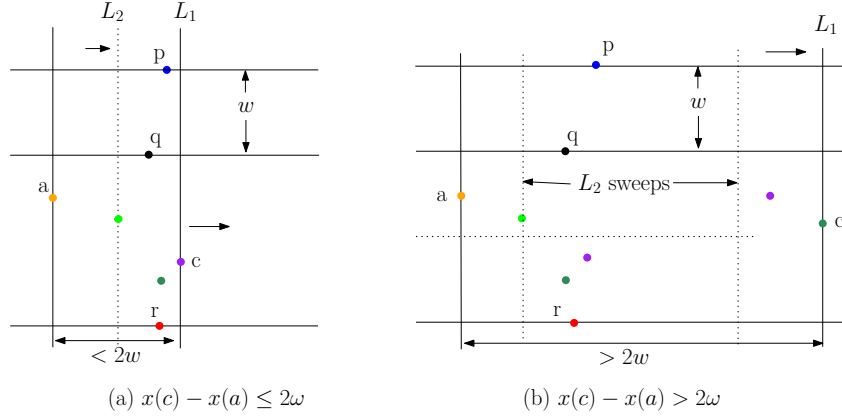 L₂ L₁
p
w
q
a
c
r
< 2w
(a) x(c) − x(a) ≤ 2ω
L₁
p
w
q
L₂ sweeps
a
c
r
> 2w
(b) x(c) − x(a) > 2ω